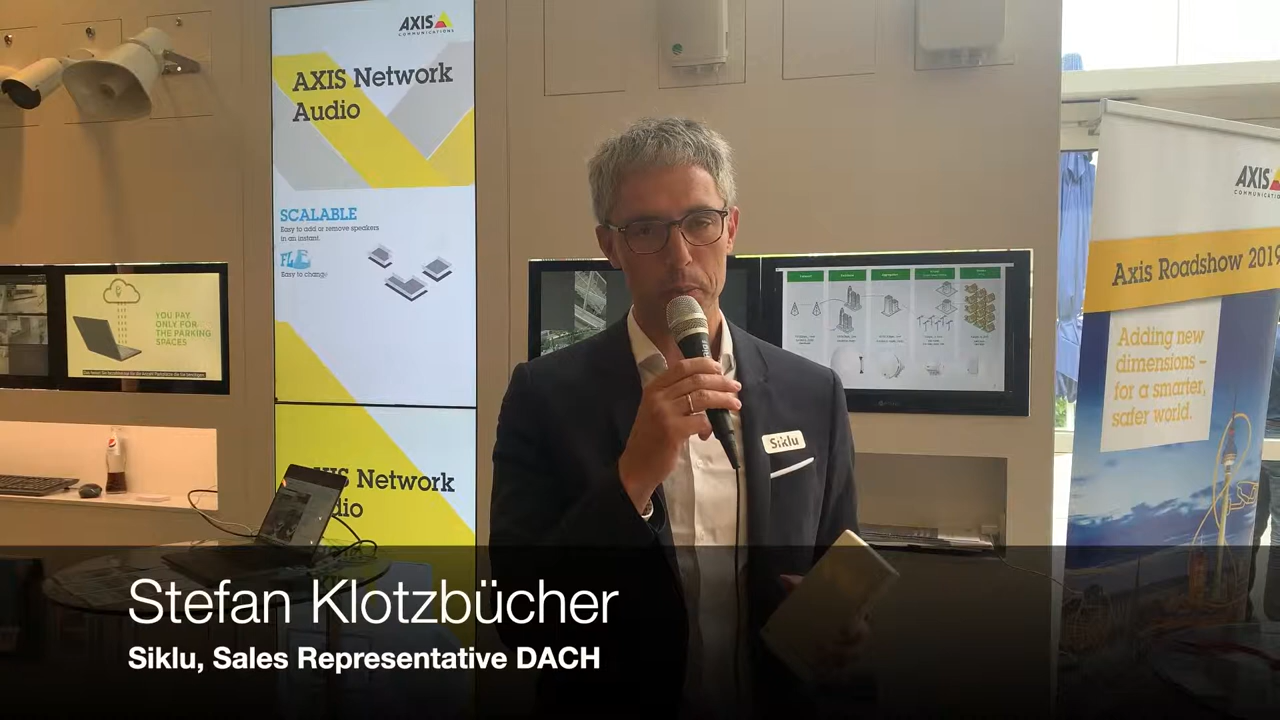 AXIS
COMMUNICATIONS
AXIS Network
Audio
SCALABLE
Easy to add or remove speakers
in an instant.
Easy to change
YOU PAY
ONLY FOR
THE PARKING
SPACES
Network
Siklu
AXIS
Axis Roadshow 2019
Adding new
dimensions –
for a smarter,
safer world.
Stefan Klotzbücher
Siklu, Sales Representative DACH